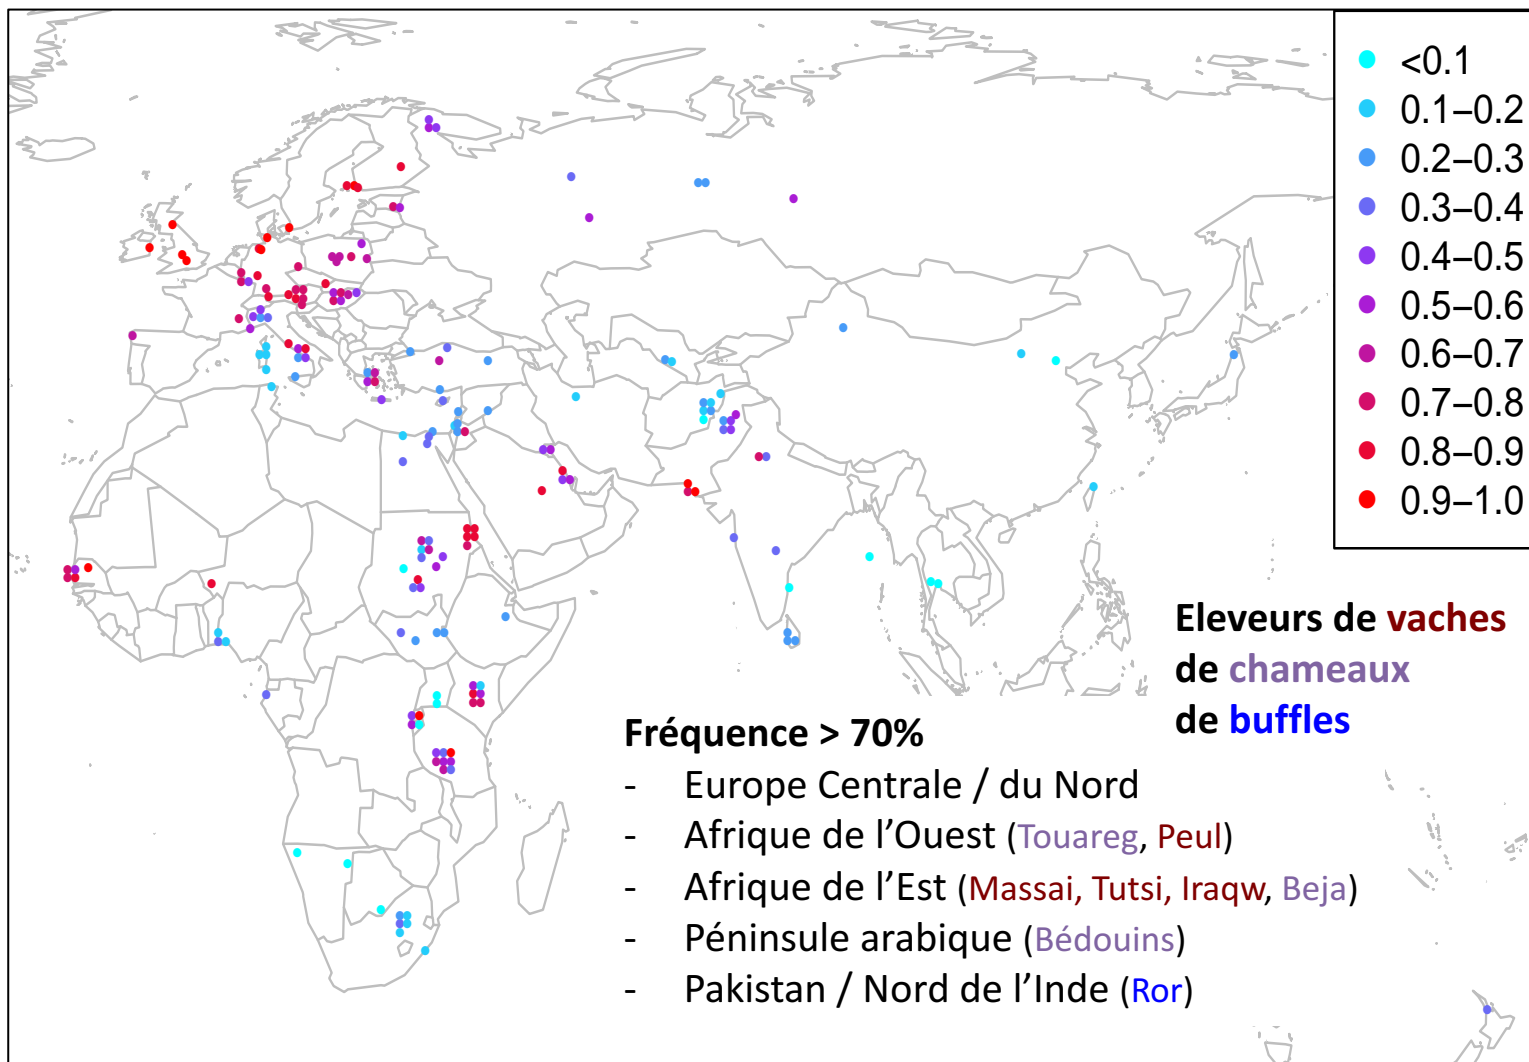 <0.1
0.1–0.2
0.2–0.3
0.3–0.4
0.4–0.5
0.5–0.6
0.6–0.7
0.7–0.8
0.8–0.9
0.9–1.0
Eleveurs de vaches
de chameaux
de buffles
Fréquence > 70%
- Europe Centrale / du Nord
- Afrique de l’Ouest (Touareg, Peul)
- Afrique de l’Est (Massai, Tutsi, Iraqw, Beja)
- Péninsule arabique (Bédouins)
- Pakistan / Nord de l’Inde (Ror)